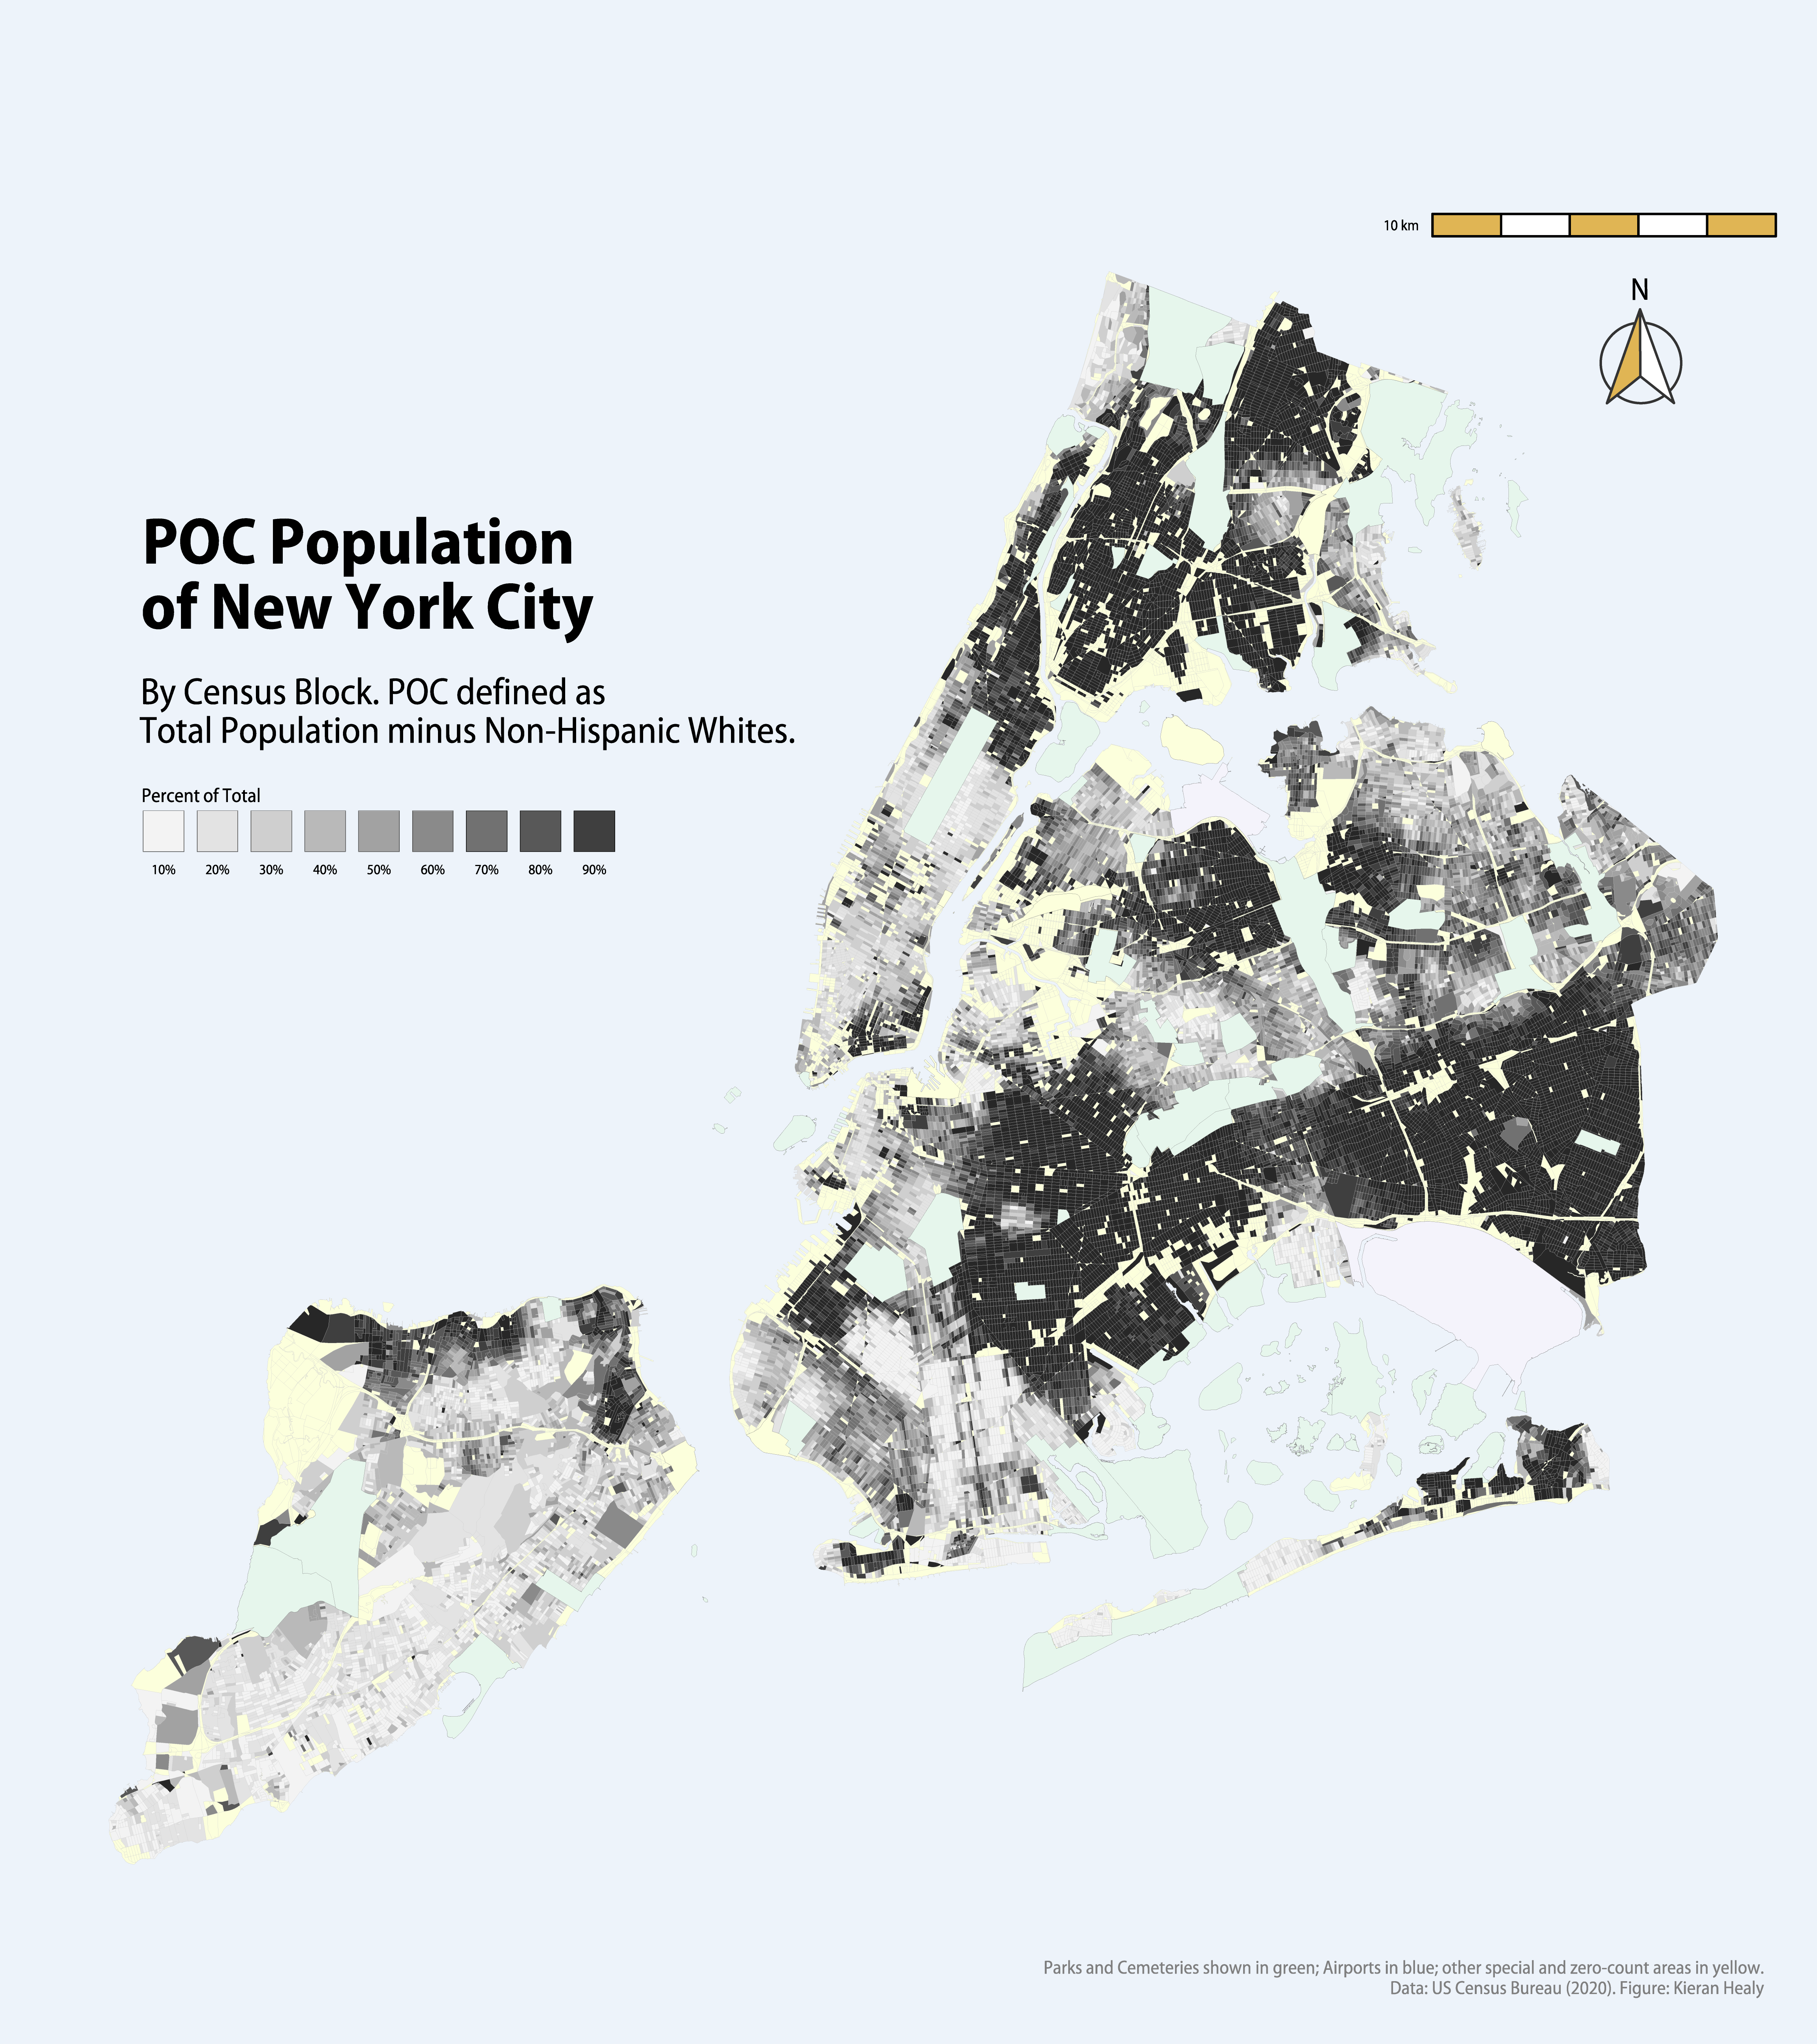 10 km
N
POC Population
of New York City
By Census Block. POC defined as
Total Population minus Non-Hispanic Whites.
Percent of Total
10% 20% 30% 40% 50% 60% 70% 80% 90%
Parks and Cemeteries shown in green; Airports in blue; other special and zero-count areas in yellow.
Data: US Census Bureau (2020). Figure: Kieran Healy